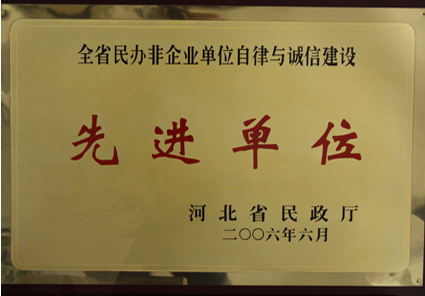 全省民办非企业单位自律与诚信建设
先进单位
河北省民政厅
二〇〇六年六月